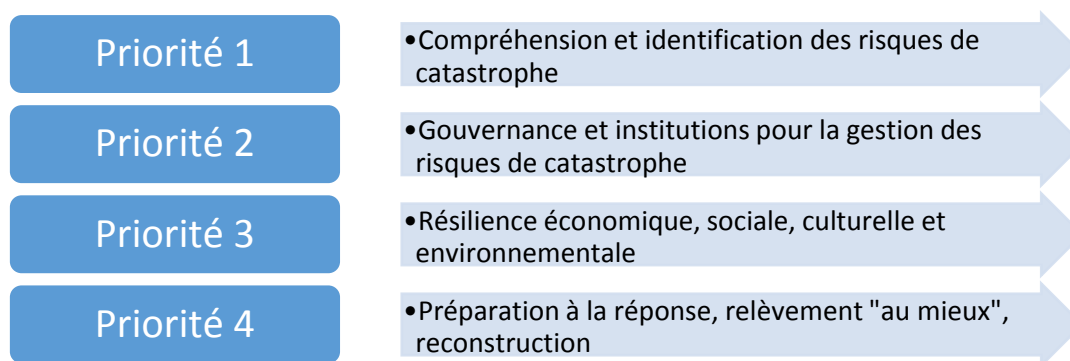 Priorité 1
•Compréhension et identification des risques de
catastrophe
Priorité 2
•Gouvernance et institutions pour la gestion des
risques de catastrophe
Priorité 3
•Résilience économique, sociale, culturelle et
environnementale
Priorité 4
•Préparation à la réponse, relèvement "au mieux",
reconstruction